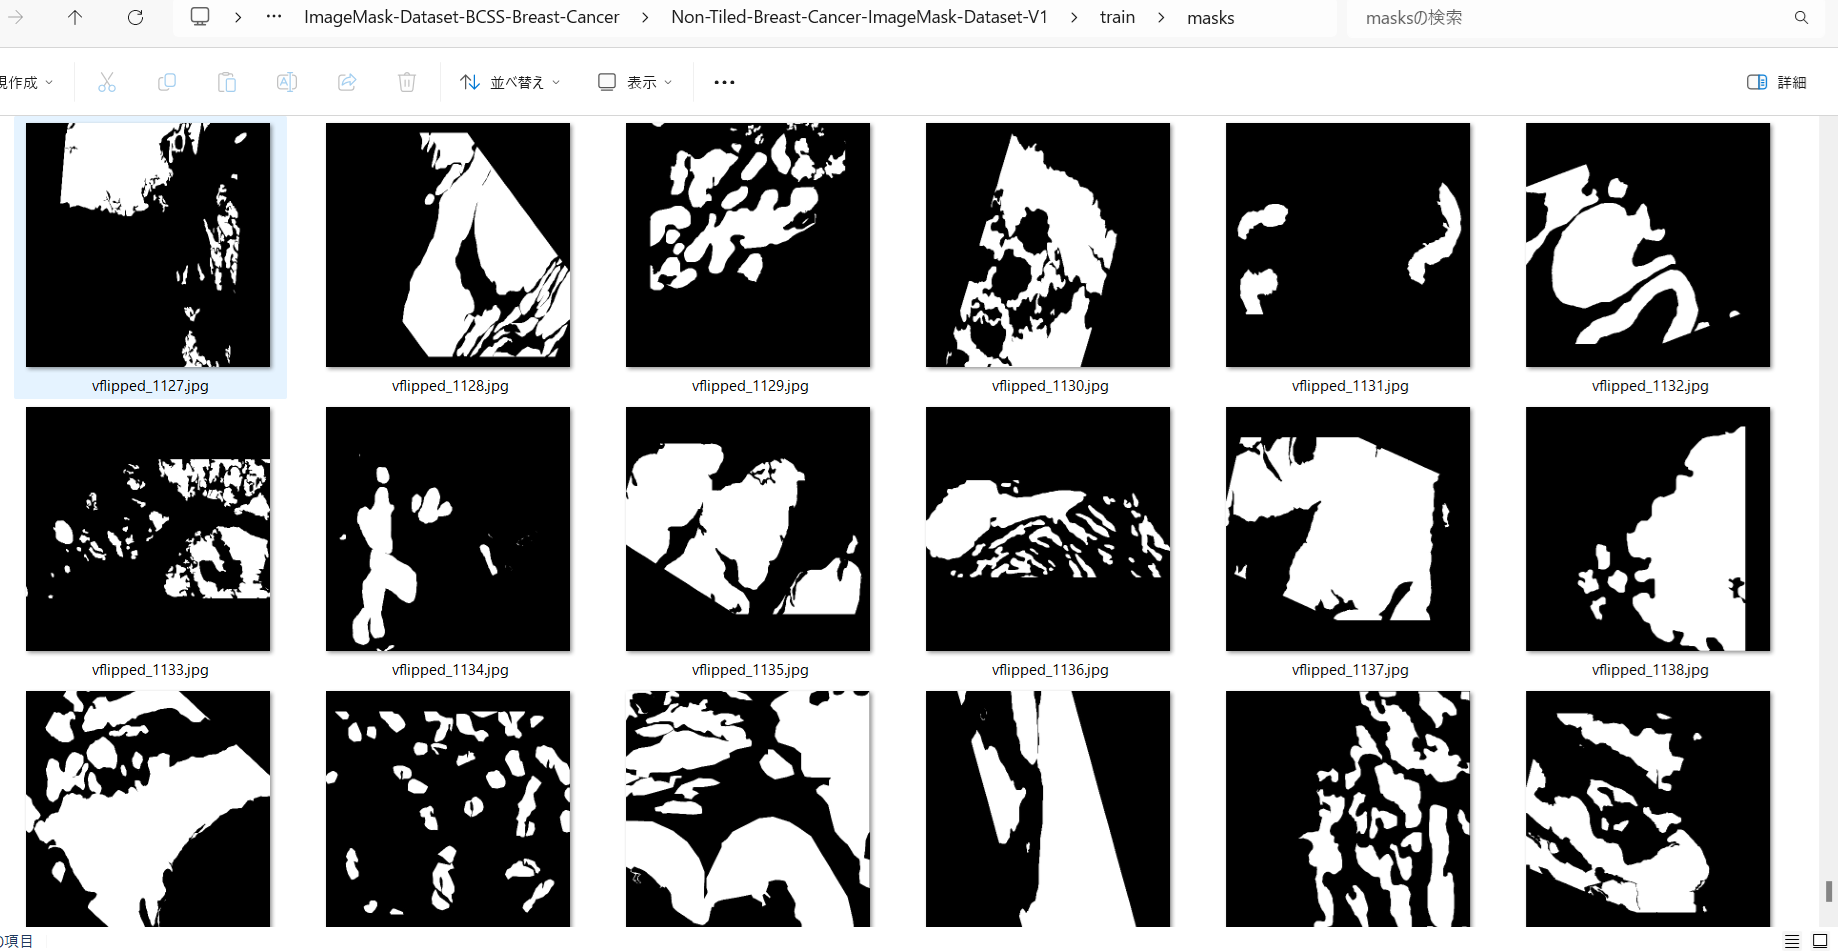 ImageMask-Dataset-BCSS-Breast-Cancer > Non-Tiled-Breast-Cancer-ImageMask-Dataset-V1 > train > masks
masksの検索
規作成 並べ替え 表示 ••• 詳細
vflipped_1127.jpg vflipped_1128.jpg vflipped_1129.jpg vflipped_1130.jpg vflipped_1131.jpg vflipped_1132.jpg
vflipped_1133.jpg vflipped_1134.jpg vflipped_1135.jpg vflipped_1136.jpg vflipped_1137.jpg vflipped_1138.jpg
項目